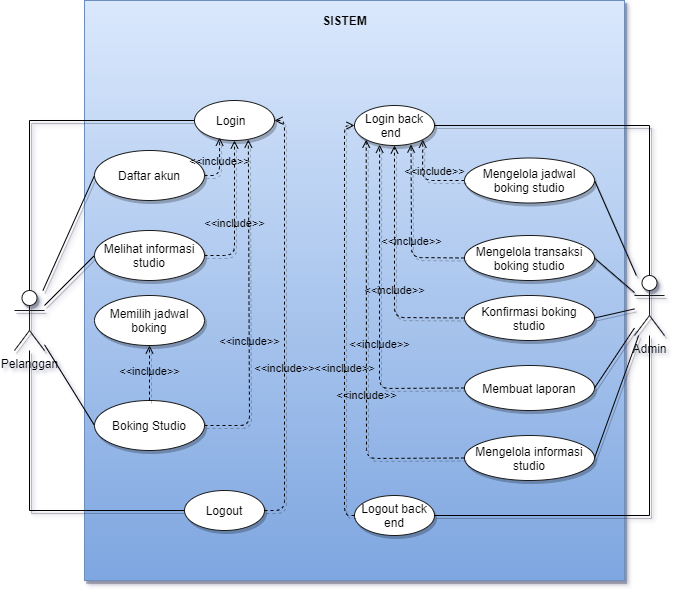 SISTEM
Login
Login back
end
<<include>>
Daftar akun
<<include>>
Mengelola jadwal
boking studio
<<include>>
Melihat informasi
studio
<<include>>
Mengelola transaksi
boking studio
Memilih jadwal
boking
<<include>>
Konfirmasi boking
studio
Pelanggan
Admin
<<include>>
<<include>>
<<include>>
<<include>>
<<include>>
<<include>>
Membuat laporan
<<include>>
Boking Studio
Mengelola informasi
studio
Logout
Logout back
end